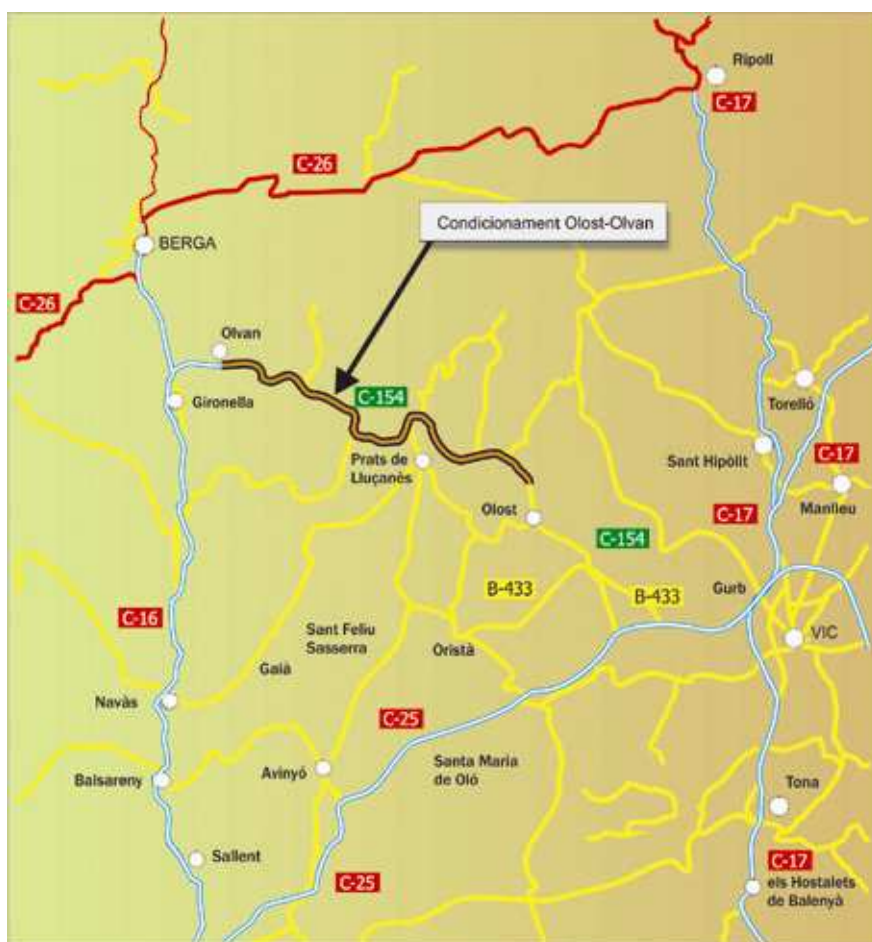 Ripoll
C-17
C-26
Condicionament Olost-Olvan
BERGA
C-26
Olvan
C-154
Gironella
Torelló
Prats de
Lluçanès
Sant Hipòlit
C-17
Manlieu
Olost
C-17
C-154
B-433
Gurb
B-433
C-16
Sant Feliu
Sasserra
VIC
Oristà
Gaià
Navàs
C-25
Santa Maria
de Oló
Avinyó
Balsareny
Tona
Sallent
C-17
C-25
els Hostalets
de Balenyà